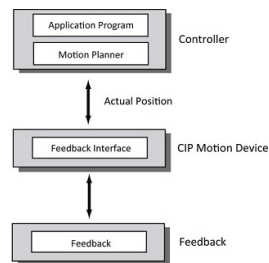 Application Program
Controller
Motion Planner
Actual Position
Feedback Interface
CIP Motion Device
Feedback
Feedback